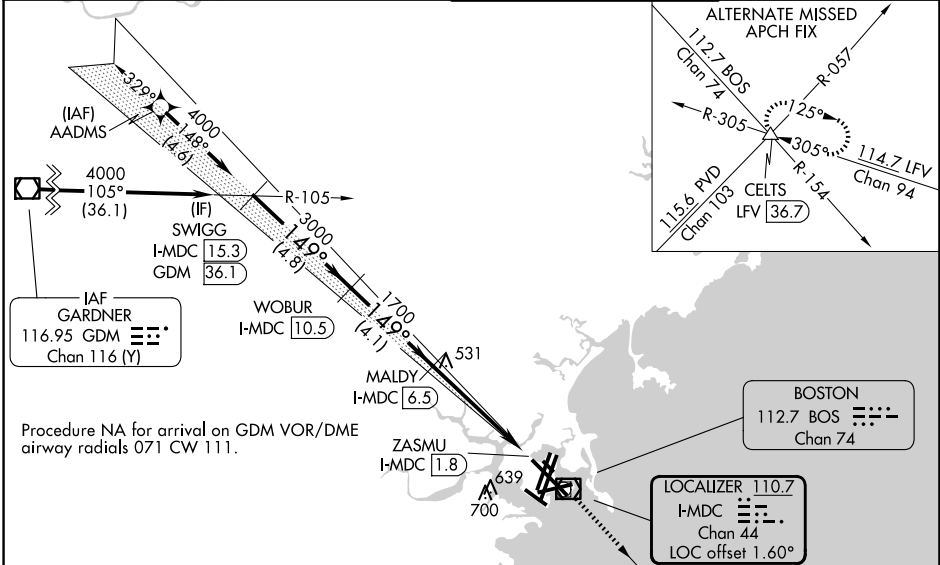 ALTERNATE MISSED
APCH FIX
112.7 BOS
Chan 74
R-057
125°
R-305
305°
114.7 LFV
Chan 94
CELTS
LFV 36.7
R-154
115.6 PVD
Chan 103
329°
(IAF)
AADMS
4000
148°
(4.6)
4000
105°
(36.1)
(IF)
SWIGG
I-MDC 15.3
GDM 36.1
R-105
3000
149°
(4.8)
IAF
GARDNER
116.95 GDM
Chan 116 (Y)
WOBUR
I-MDC 10.5
1700
149°
(4.1)
531
MALDY
I-MDC 6.5
Procedure NA for arrival on GDM VOR/DME
airway radials 071 CW 111.
ZASMU
I-MDC 1.8
639
700
BOSTON
112.7 BOS
Chan 74
LOCALIZER 110.7
I-MDC
Chan 44
LOC offset 1.60°